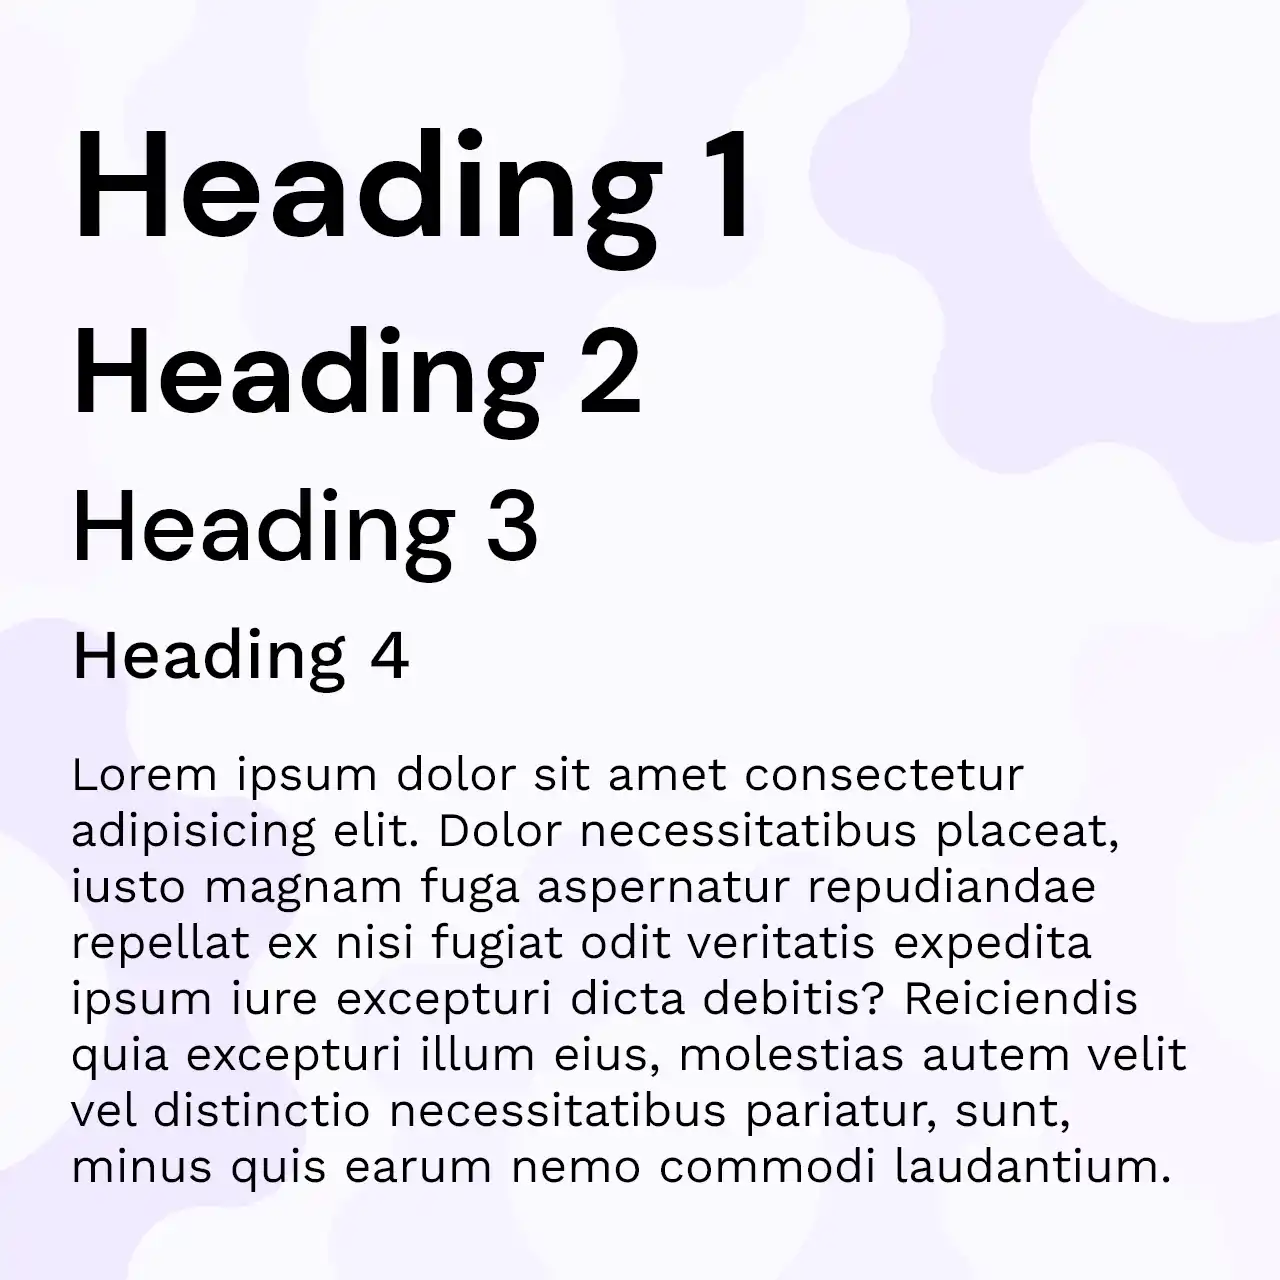 Heading 1
Heading 2
Heading 3
Heading 4
Lorem ipsum dolor sit amet consectetur
adipisicing elit. Dolor necessitatibus placeat,
iusto magnam fuga aspernatur repudiandae
repellat ex nisi fugiat odit veritatis expedita
ipsum iure excepturi dicta debitis? Reiciendis
quia excepturi illum eius, molestias autem velit
vel distinctio necessitatibus pariatur, sunt,
minus quis earum nemo commodi laudantium.